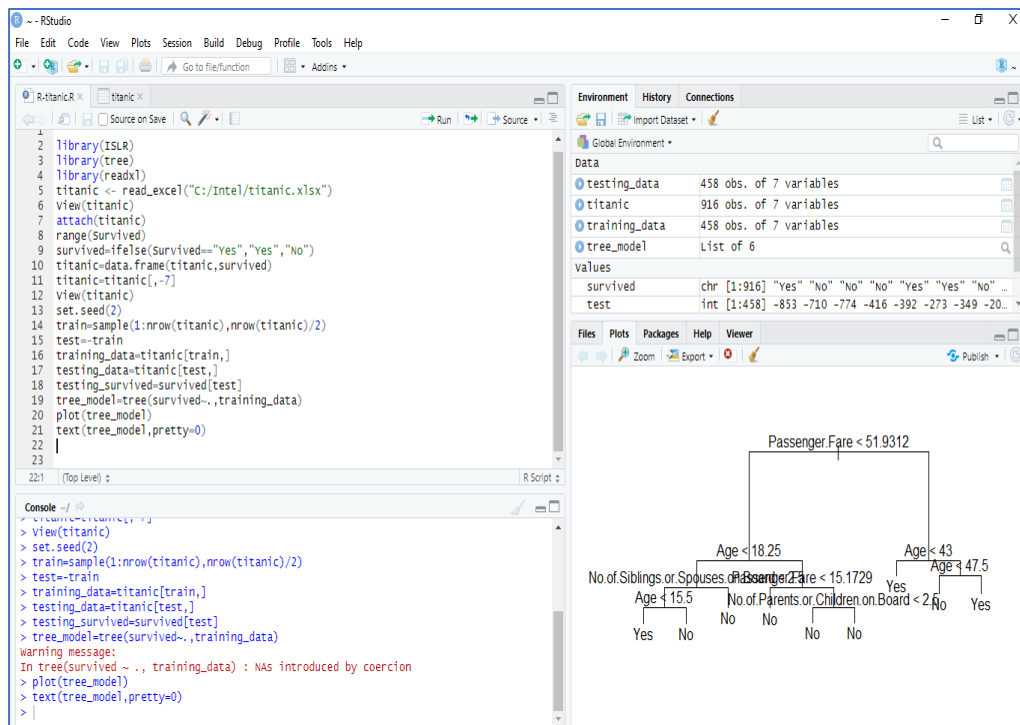 ~ - RStudio
File Edit Code View Plots Session Build Debug Profile Tools Help
Go to file/function Addins
R-titanic.R × titanic ×
Source on Save Run Source
1
2 library(ISLR)
3 library(tree)
4 library(readxl)
5 titanic <- read_excel("C:/Intel/titanic.xlsx")
6 View(titanic)
7 attach(titanic)
8 range(Survived)
9 survived=ifelse(Survived=="Yes","Yes","No")
10 titanic=data.frame(titanic,survived)
11 titanic=titanic[,-7]
12 View(titanic)
13 set.seed(2)
14 train=sample(1:nrow(titanic),nrow(titanic)/2)
15 test=-train
16 training_data=titanic[train,]
17 testing_data=titanic[test,]
18 testing_survived=survived[test]
19 tree_model=tree(survived~.,training_data)
20 plot(tree_model)
21 text(tree_model,pretty=0)
22
23
22:1 (Top Level) R Script
Console ~/
> titanic=titanic[,-7]
> View(titanic)
> set.seed(2)
> train=sample(1:nrow(titanic),nrow(titanic)/2)
> test=-train
> training_data=titanic[train,]
> testing_data=titanic[test,]
> testing_survived=survived[test]
> tree_model=tree(survived~.,training_data)
Warning message:
In tree(survived ~ ., training_data) : NAs introduced by coercion
> plot(tree_model)
> text(tree_model,pretty=0)
>
Environment History Connections
Import Dataset List
Global Environment
Data
testing_data 458 obs. of 7 variables
titanic 916 obs. of 7 variables
training_data 458 obs. of 7 variables
tree_model List of 6
Values
survived chr [1:916] "Yes" "No" "No" "No" "Yes" "Yes" "No" …
test int [1:458] -853 -710 -774 -416 -392 -273 -349 -20…
Files Plots Packages Help Viewer
Zoom Export Publish
Passenger.Fare < 51.9312
Age < 18.25 Age < 43
No.of.Siblings.or.Spouses.on.Board < 2.5 Passenger.Fare < 15.1729 Yes Age < 47.5
Age < 15.5 No No.of.Parents.or.Children.on.Board < 2.5 No Yes
Yes No No No No